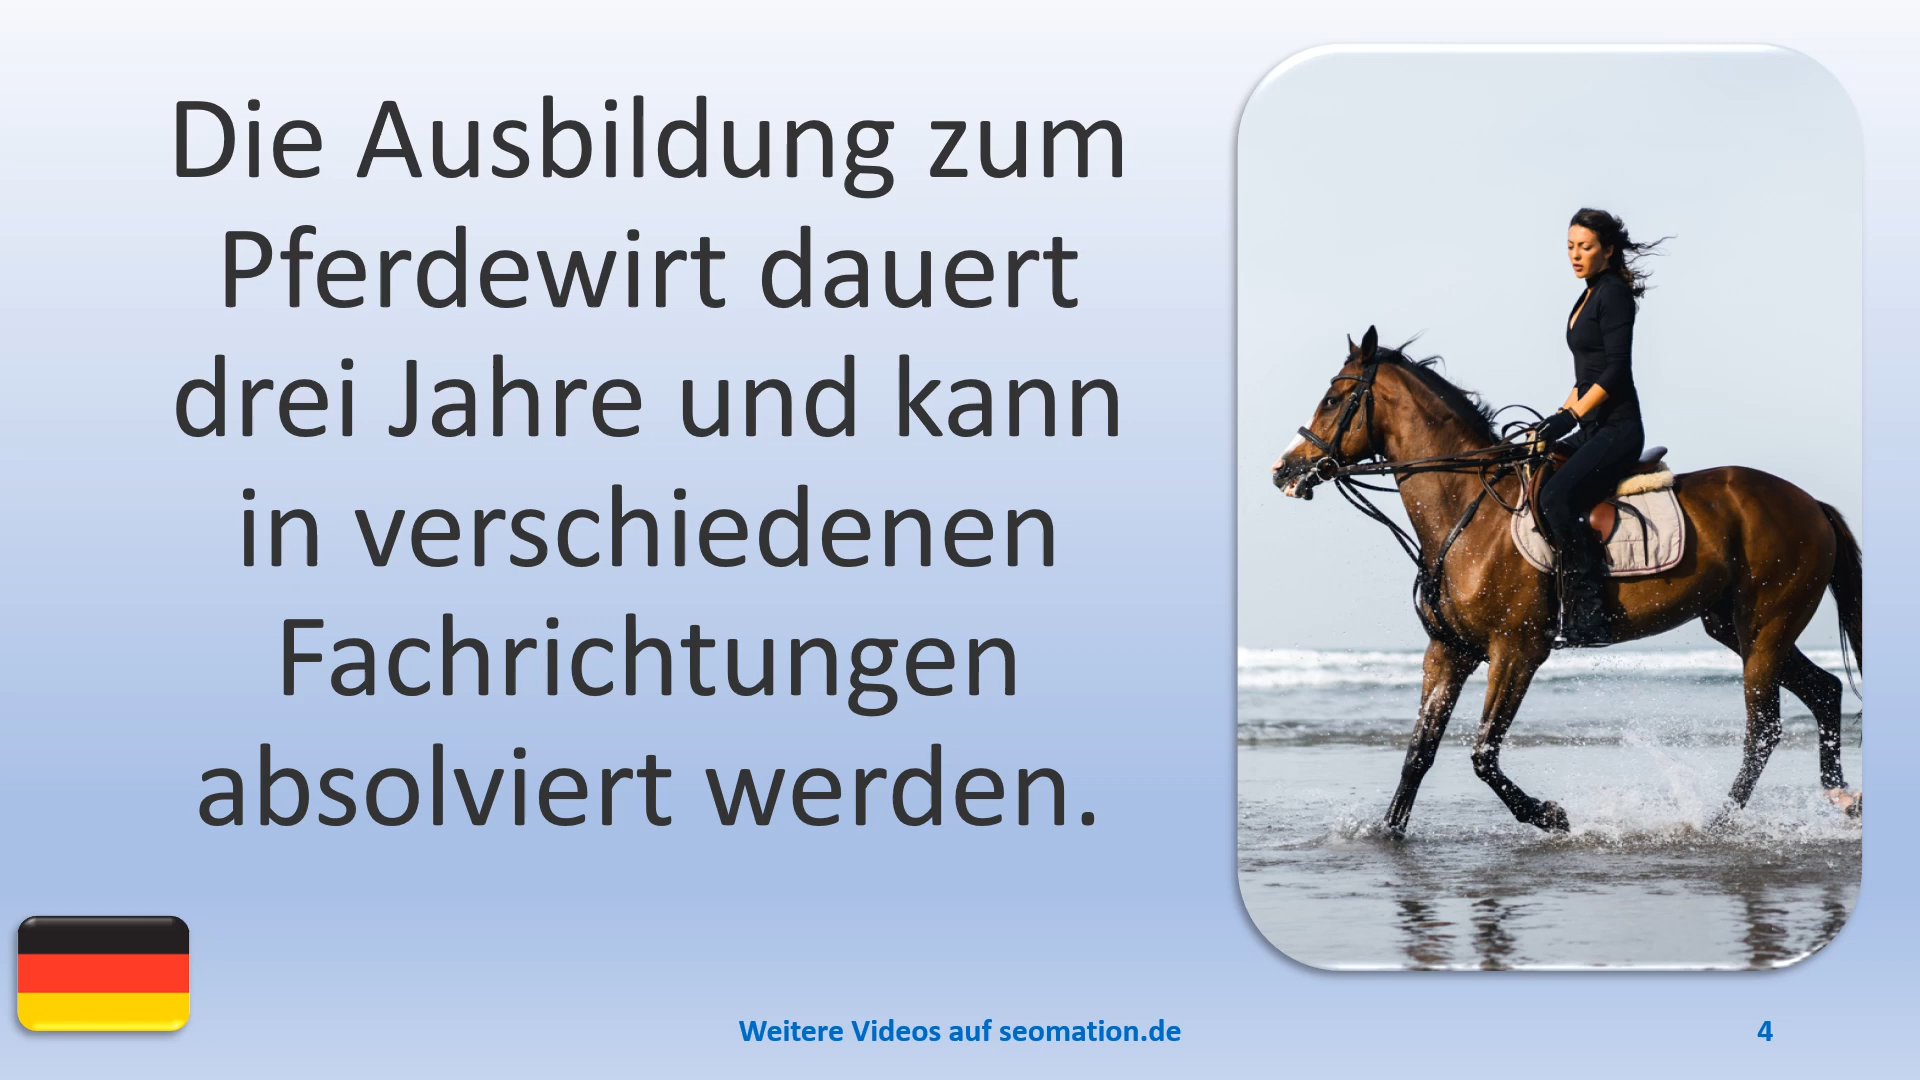 Die Ausbildung zum
Pferdewirt dauert
drei Jahre und kann
in verschiedenen
Fachrichtungen
absolviert werden.
Weitere Videos auf seomation.de
4